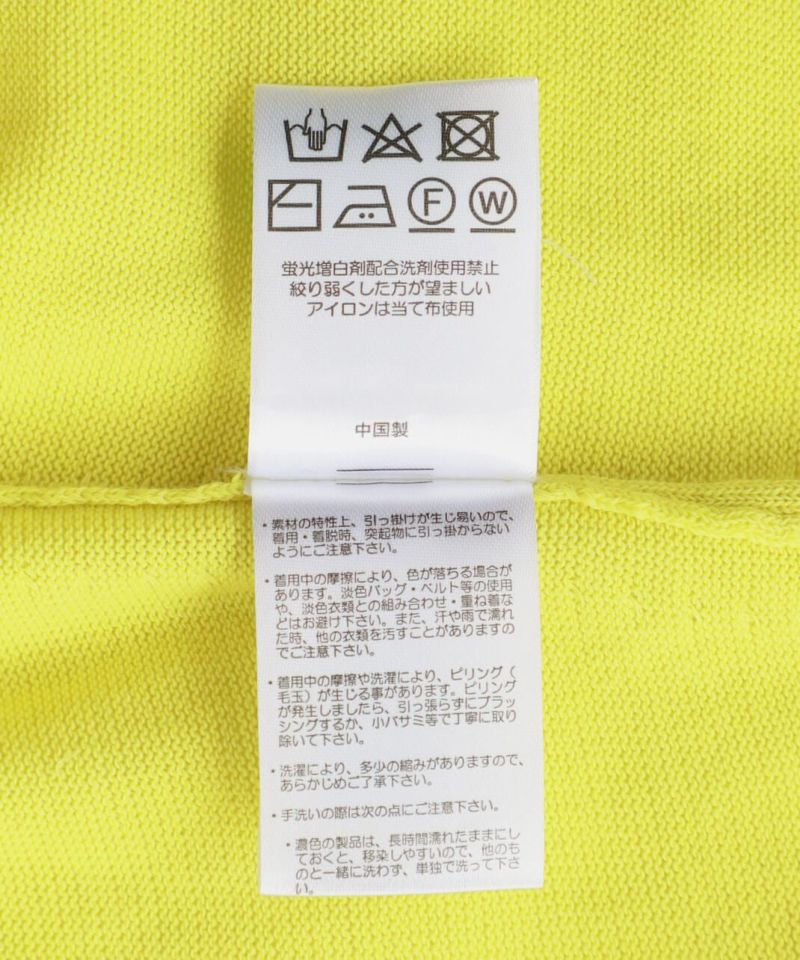 F W
蛍光増白剤配合洗剤使用禁止
絞り弱くした方が望ましい
アイロンは当て布使用
中国製
・素材の特性上、引っ掛けが生じ易いので、
着用・着脱時、突起物に引っ掛からない
ようにご注意下さい。
・着用中の摩擦により、色が落ちる場合が
あります。淡色バッグ・ベルト等の使用
や、淡色衣類との組み合わせ・重ね着な
どはお避け下さい。また、汗や雨で濡れ
た時、他の衣類を汚すことがありますの
でご注意下さい。
・着用中の摩擦や洗濯により、ピリング（
毛玉）が生じる事があります。ピリング
が発生しましたら、引っ張らずにブラッ
シングするか、小バサミ等で丁寧に取り
除いて下さい。
・洗濯により、多少の縮みがありますので、
あらかじめご了承下さい。
・手洗いの際は次の点にご注意下さい。
・濃色の製品は、長時間濡れたままにし
ておくと、移染しやすいので、他のも
のと一緒に洗わず、単独で洗って下さ
い。